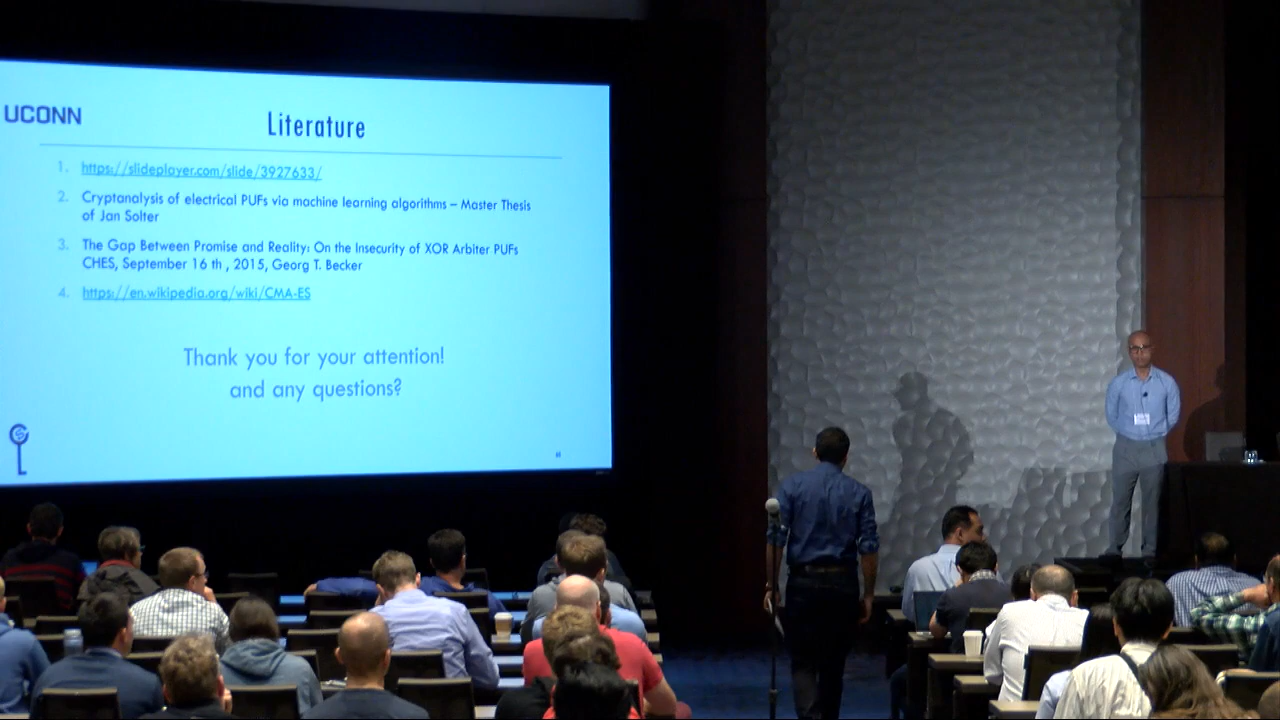 UCONN
Literature
1. https://slideplayer.com/slide/3927633/
2. Cryptanalysis of electrical PUFs via machine learning algorithms – Master Thesis
of Jan Solter
3. The Gap Between Promise and Reality: On the Insecurity of XOR Arbiter PUFs
CHES, September 16 th , 2015, Georg T. Becker
4. https://en.wikipedia.org/wiki/CMA-ES
Thank you for your attention!
and any questions?